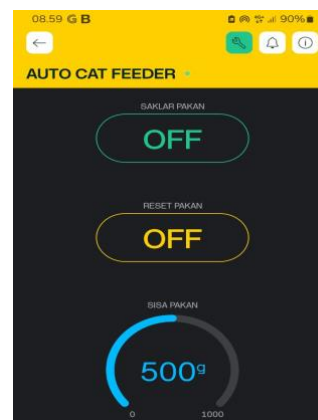 08.59 G B 90%
AUTO CAT FEEDER
SAKLAR PAKAN
OFF
RESET PAKAN
OFF
SISA PAKAN
500g
0 1000